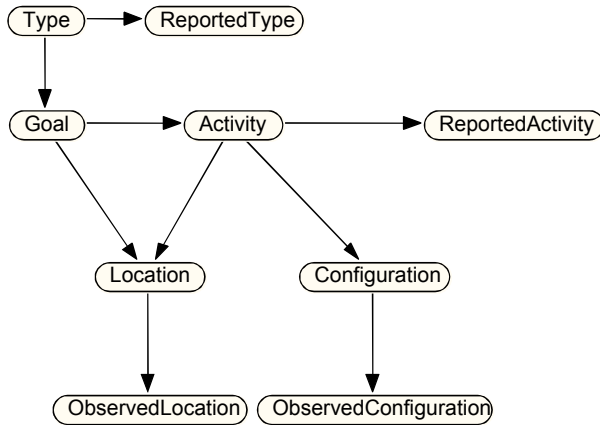 Type
ReportedType
Goal
Activity
ReportedActivity
Location
Configuration
ObservedLocation
ObservedConfiguration